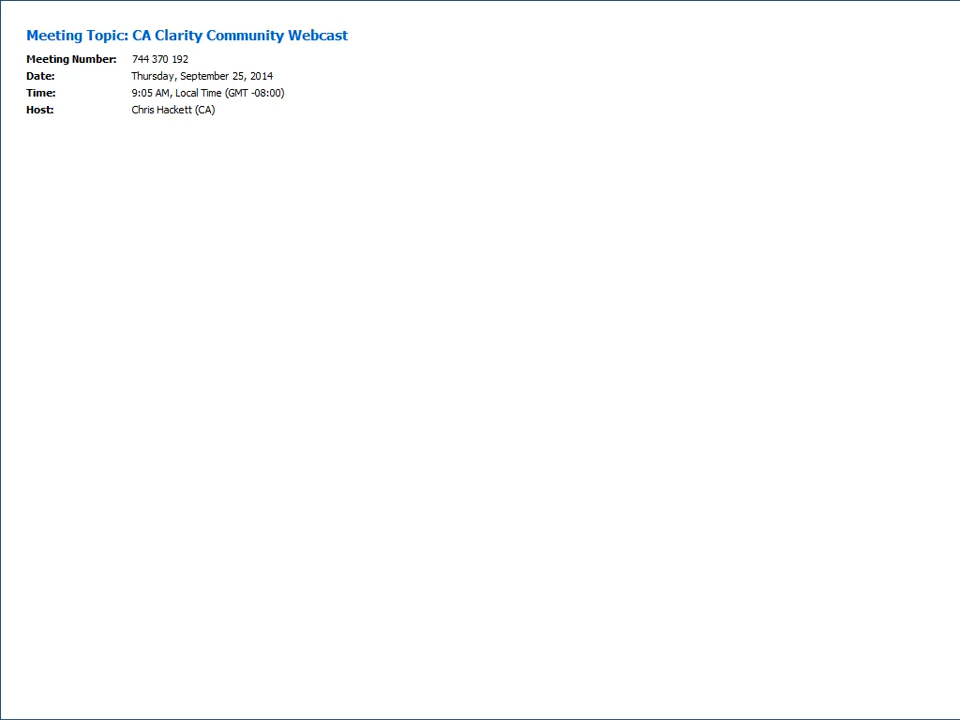 Meeting Topic: CA Clarity Community Webcast
Meeting Number: 744 370 192
Date: Thursday, September 25, 2014
Time: 9:05 AM, Local Time (GMT -08:00)
Host: Chris Hackett (CA)